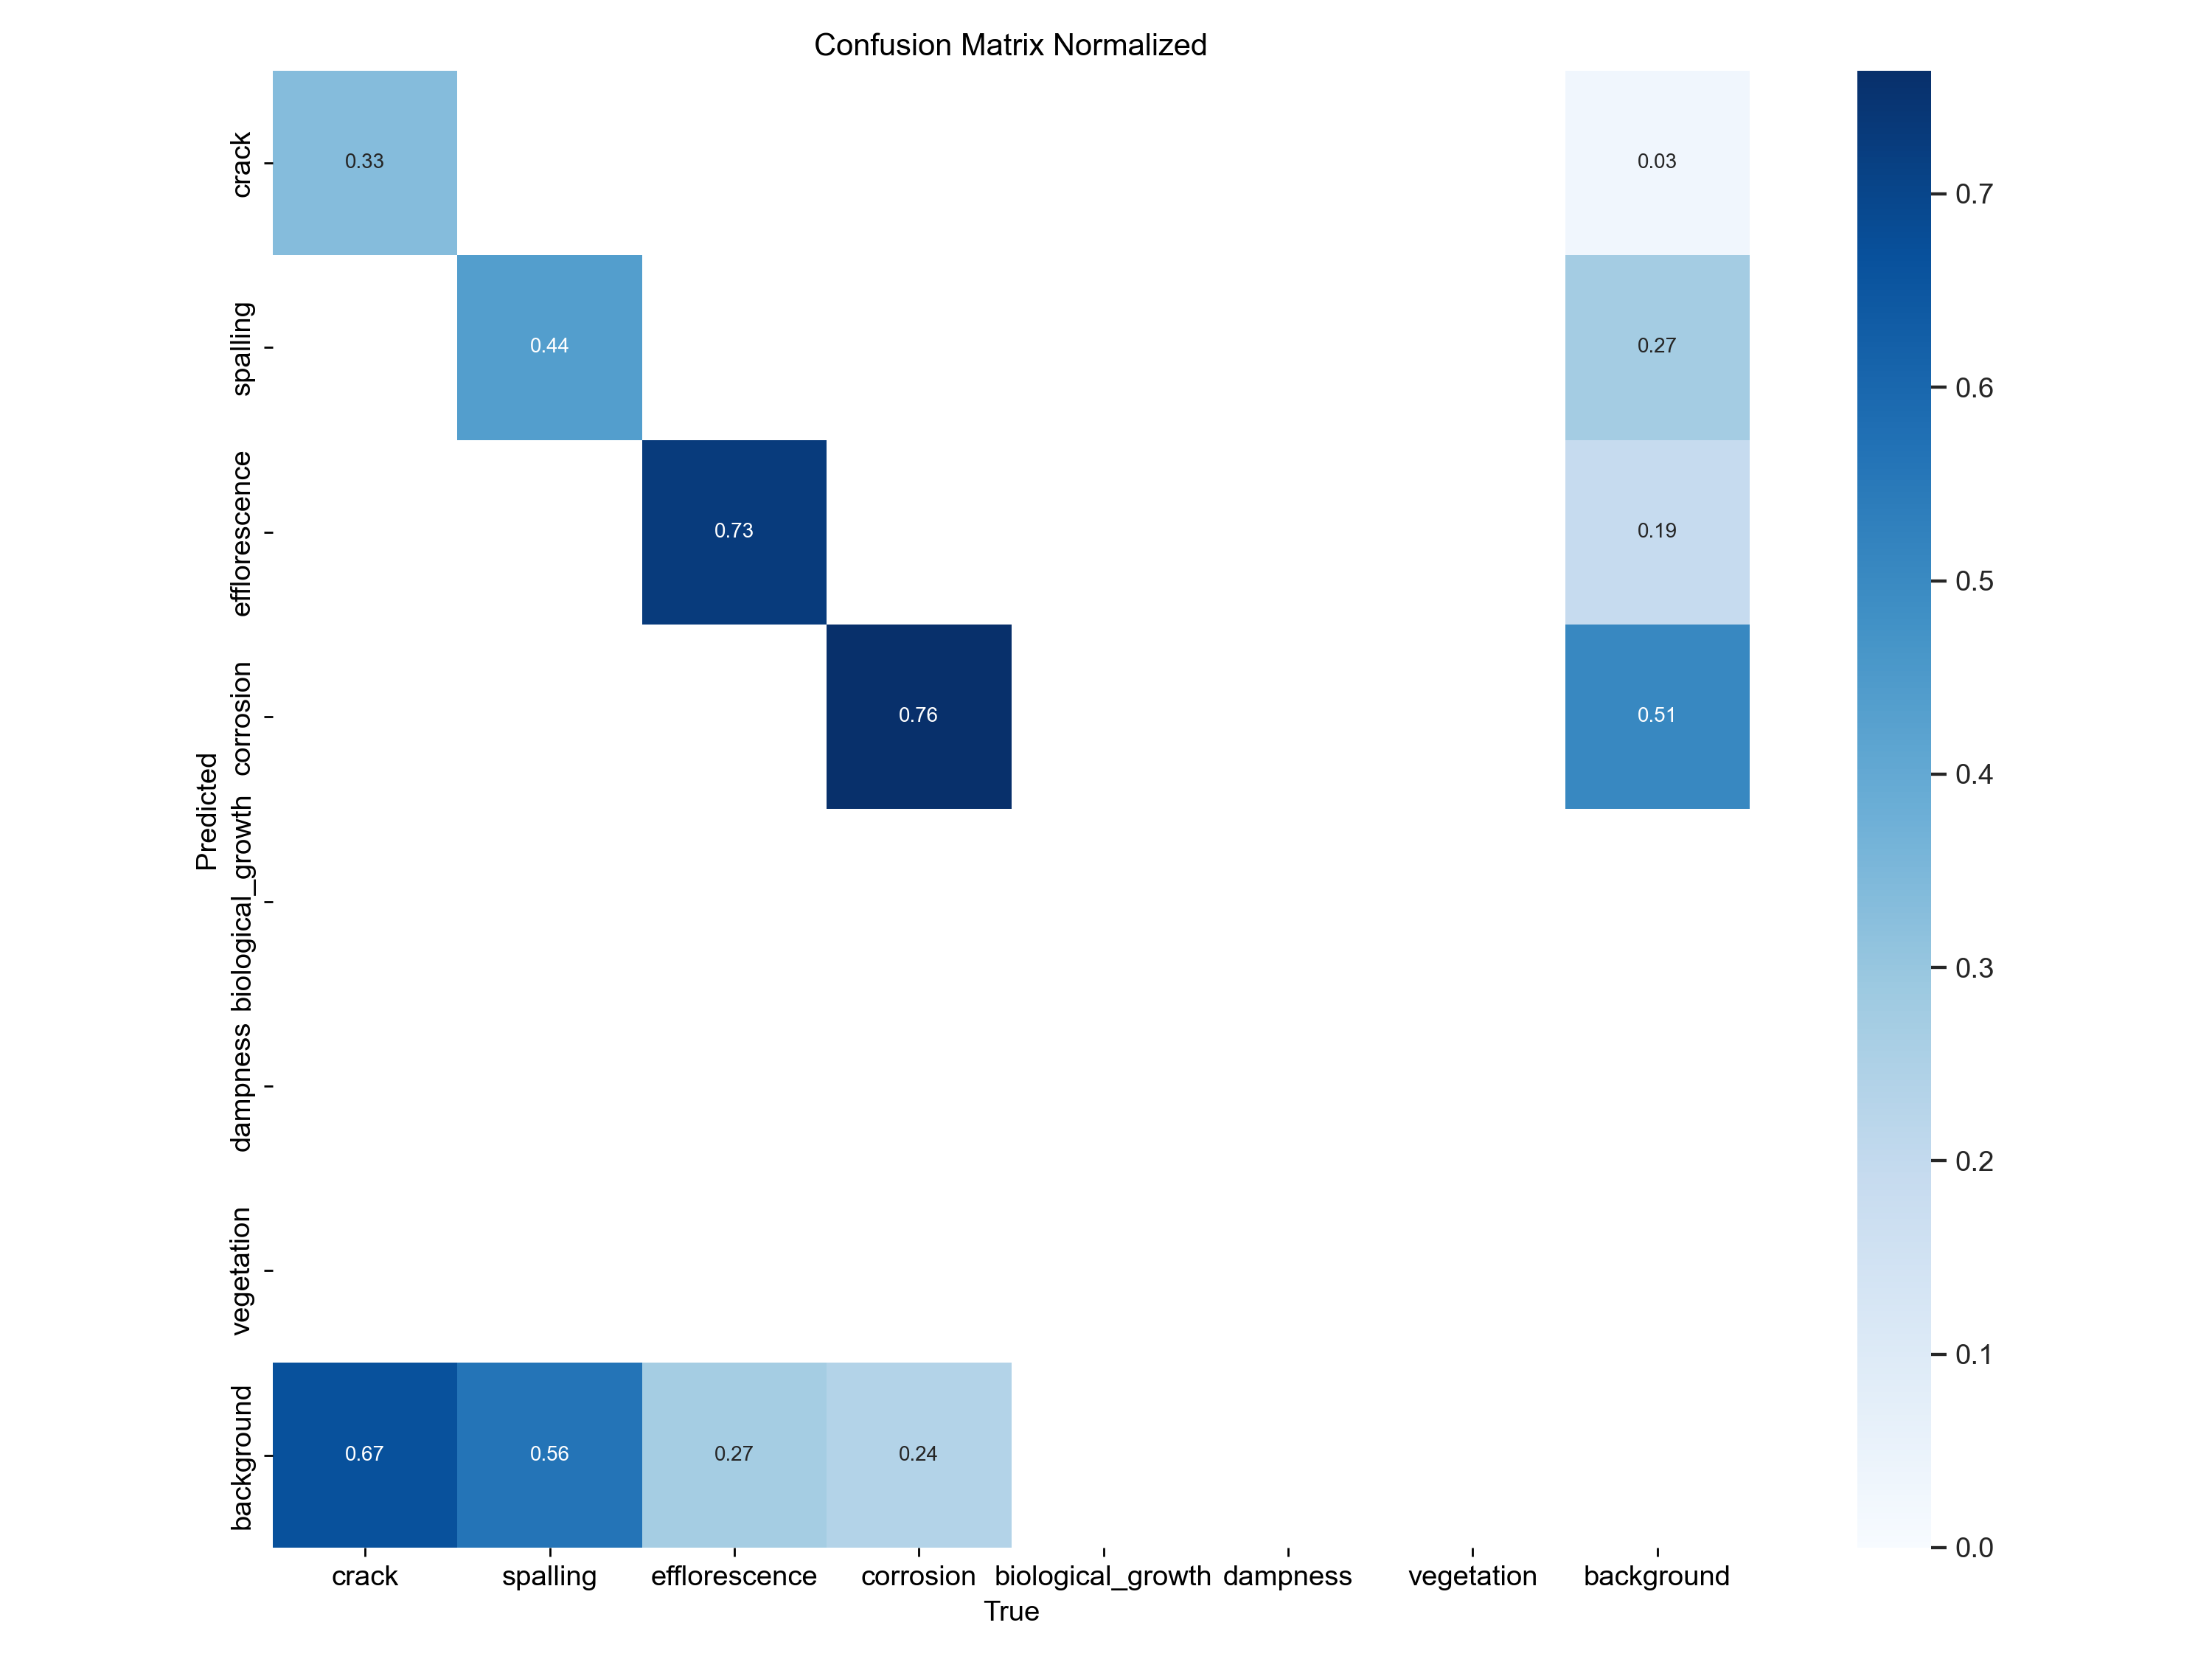 Confusion Matrix Normalized
crack
0.33
0.03
spalling
0.44
0.27
efflorescence
0.73
0.19
corrosion
0.76
0.51
biological_growth
dampness
vegetation
background
0.67
0.56
0.27
0.24
Predicted
crack
spalling
efflorescence
corrosion
biological_growth
dampness
vegetation
background
True
0.7
0.6
0.5
0.4
0.3
0.2
0.1
0.0